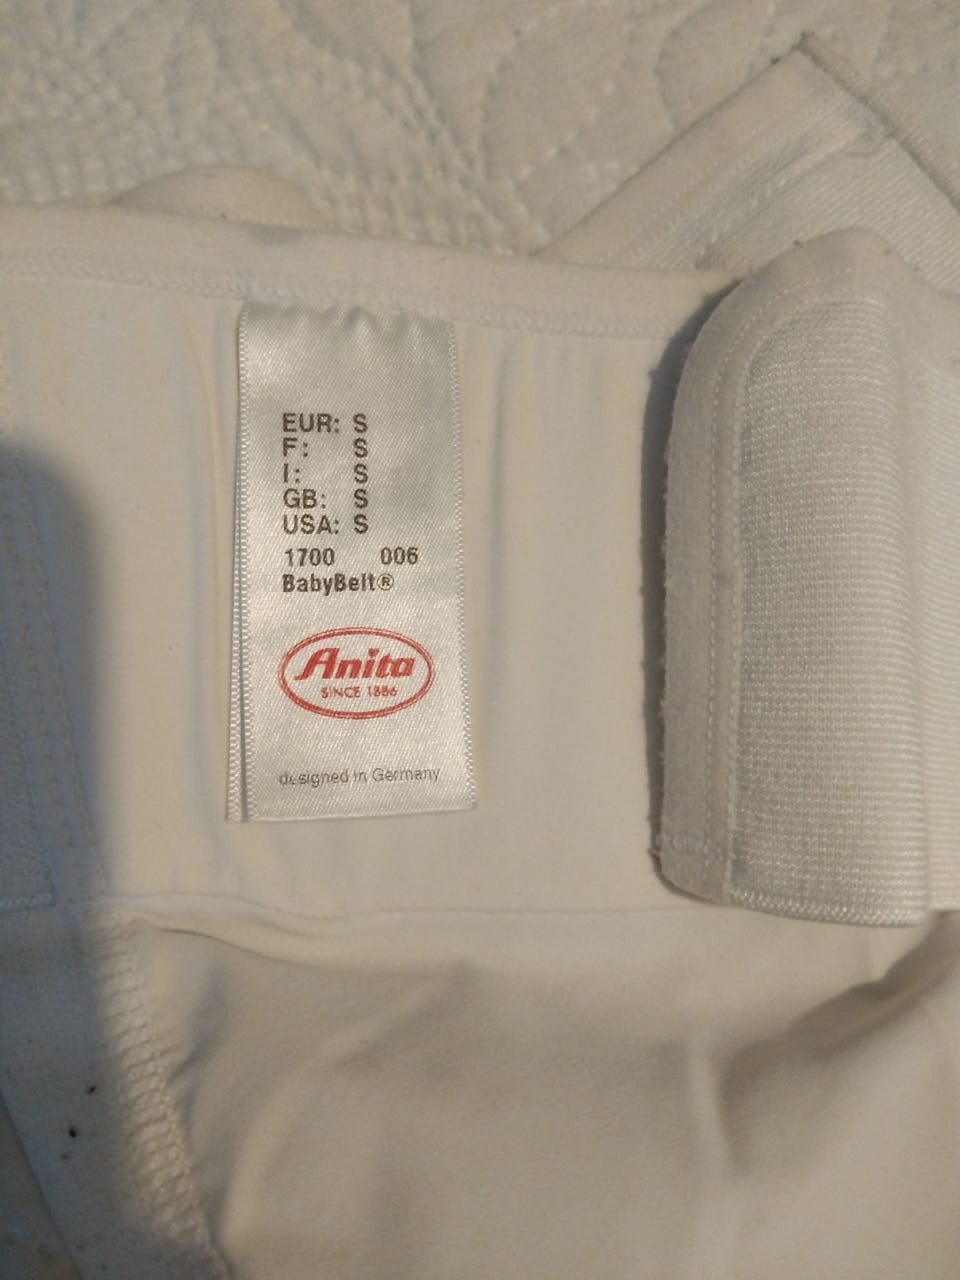 EUR: S
F: S
I: S
GB: S
USA: S
1700 006
BabyBelt®
Anita
SINCE 1886
designed in Germany